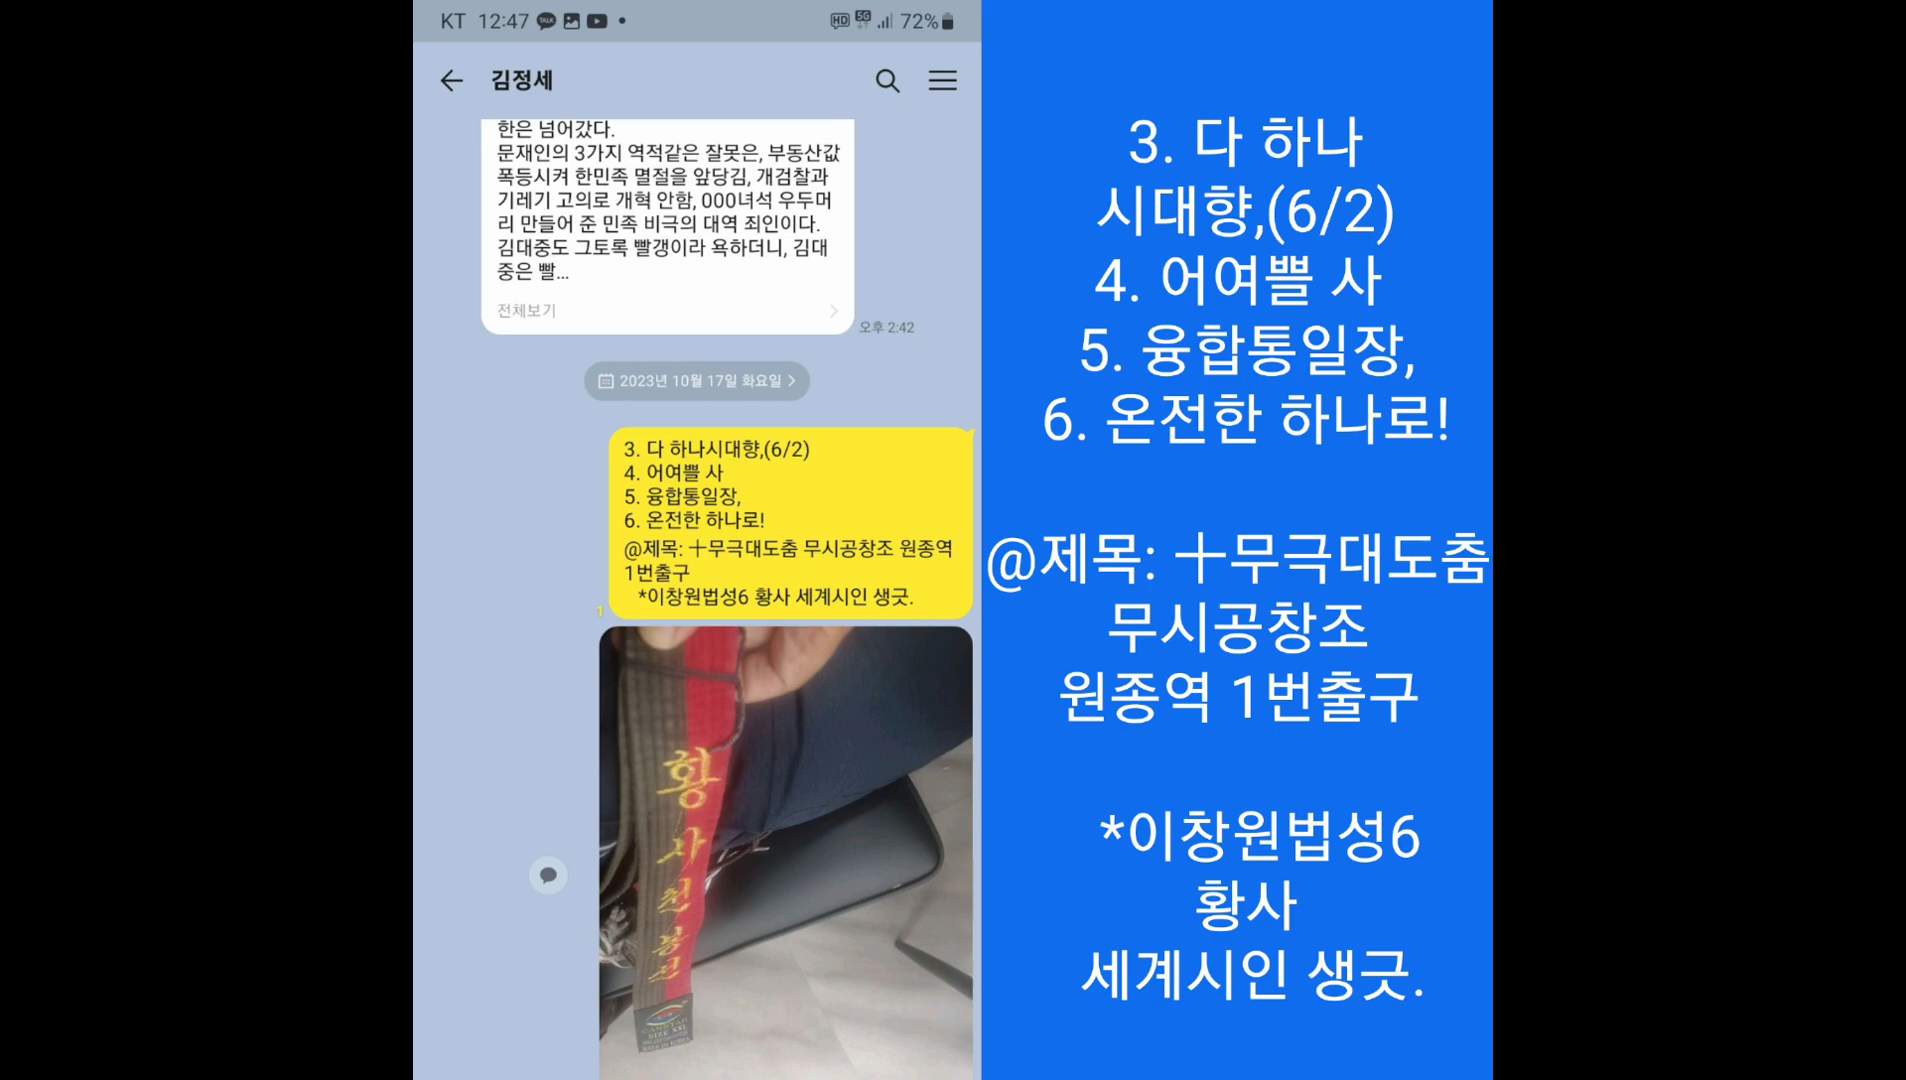 KT 12:47
HD 5G 72%
김정세
한은 넘어갔다.
문재인의 3가지 역적같은 잘못은, 부동산값
폭등시켜 한민족 멸절을 앞당김, 개검찰과
기레기 고의로 개혁 안함, 000녀석 우두머
리 만들어 준 민족 비극의 대역 죄인이다.
김대중도 그토록 빨갱이라 욕하더니, 김대
중은 빨...
전체보기
오후 2:42
2023년 10월 17일 화요일
3. 다 하나시대향,(6/2)
4. 어여쁠 사
5. 융합통일장,
6. 온전한 하나로!
@제목: 十무극대도춤 무시공창조 원종역
1번출구
*이창원법성6 황사 세계시인 생긋.
1
황사천봉선
CANSTAR
SIZE XXL
MADE IN KOREA
3. 다 하나
시대향,(6/2)
4. 어여쁠 사
5. 융합통일장,
6. 온전한 하나로!
@제목: 十무극대도춤
무시공창조
원종역 1번출구
*이창원법성6
황사
세계시인 생긋.